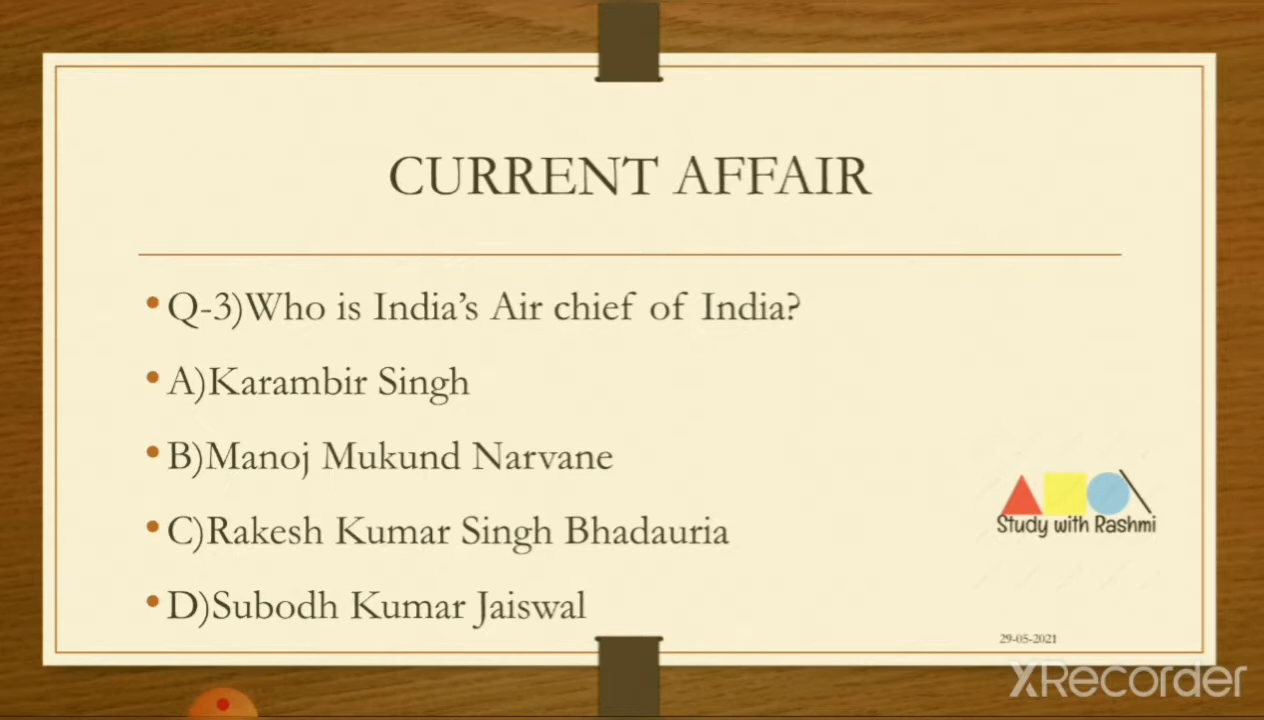 CURRENT AFFAIR
• Q-3)Who is India’s Air chief of India?
• A)Karambir Singh
• B)Manoj Mukund Narvane
• C)Rakesh Kumar Singh Bhadauria
• D)Subodh Kumar Jaiswal
Study with Rashmi
29-05-2021
XRecorder